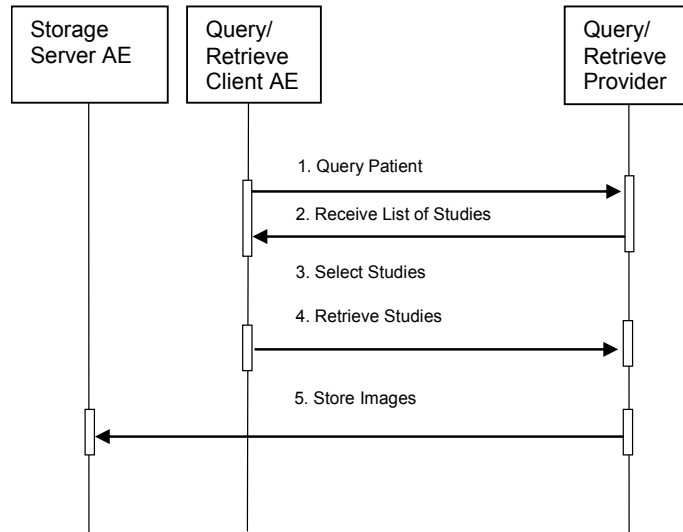 Storage
Server AE
Query/
Retrieve
Client AE
Query/
Retrieve
Provider
1. Query Patient
2. Receive List of Studies
3. Select Studies
4. Retrieve Studies
5. Store Images